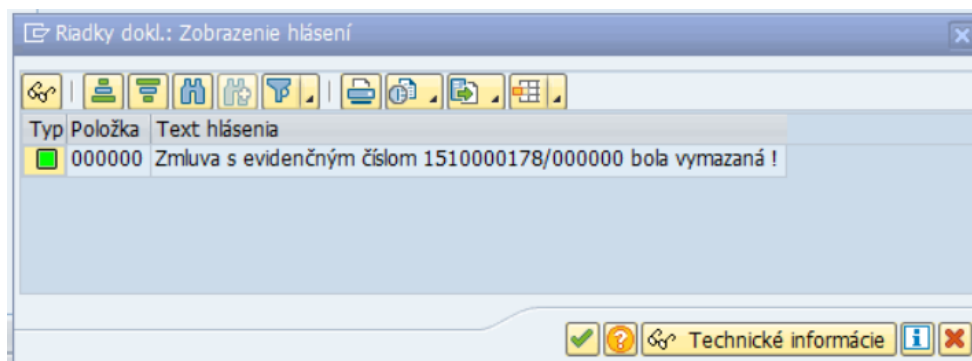 Riadky dokl.: Zobrazenie hlásení
Typ Položka Text hlásenia
000000 Zmluva s evidenčným číslom 1510000178/000000 bola vymazaná !
Technické informácie